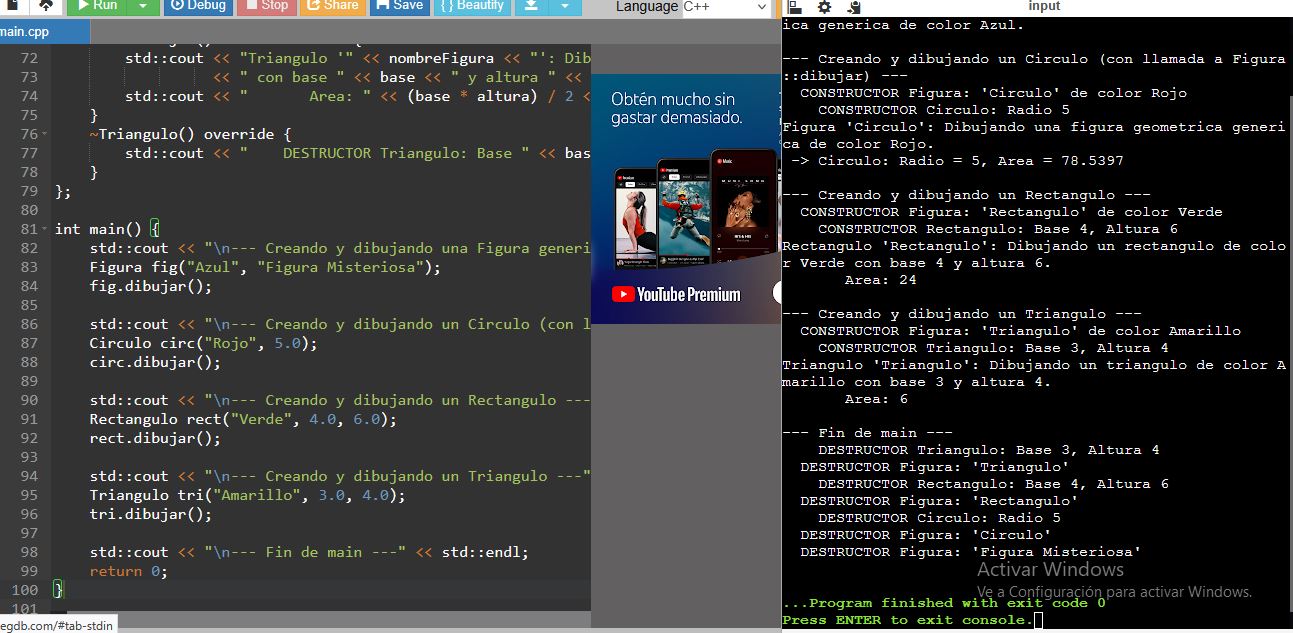 Run
Debug
Stop
Share
Save
{ } Beautify
Language C++
input
main.cpp
72 std::cout << "Triangulo '" << nombreFigura << "': Dib
73 << " con base " << base << " y altura " <<
74 std::cout << "       Area: " << (base * altura) / 2 <
75 }
76 ~Triangulo() override {
77 std::cout << "    DESTRUCTOR Triangulo: Base " << bas
78 }
79 };
80
81 int main() {
82 std::cout << "\n--- Creando y dibujando una Figura generi
83 Figura fig("Azul", "Figura Misteriosa");
84 fig.dibujar();
85
86 std::cout << "\n--- Creando y dibujando un Circulo (con l
87 Circulo circ("Rojo", 5.0);
88 circ.dibujar();
89
90 std::cout << "\n--- Creando y dibujando un Rectangulo ---
91 Rectangulo rect("Verde", 4.0, 6.0);
92 rect.dibujar();
93
94 std::cout << "\n--- Creando y dibujando un Triangulo ---"
95 Triangulo tri("Amarillo", 3.0, 4.0);
96 tri.dibujar();
97
98 std::cout << "\n--- Fin de main ---" << std::endl;
99 return 0;
100 }
101
egdb.com/#tab-stdin
Obtén mucho sin
gastar demasiado.
YouTube Premium
ica generica de color Azul.
--- Creando y dibujando un Circulo (con llamada a Figura
::dibujar) ---
CONSTRUCTOR Figura: 'Circulo' de color Rojo
CONSTRUCTOR Circulo: Radio 5
Figura 'Circulo': Dibujando una figura geometrica generi
ca de color Rojo.
-> Circulo: Radio = 5, Area = 78.5397
--- Creando y dibujando un Rectangulo ---
CONSTRUCTOR Figura: 'Rectangulo' de color Verde
CONSTRUCTOR Rectangulo: Base 4, Altura 6
Rectangulo 'Rectangulo': Dibujando un rectangulo de colo
r Verde con base 4 y altura 6.
Area: 24
--- Creando y dibujando un Triangulo ---
CONSTRUCTOR Figura: 'Triangulo' de color Amarillo
CONSTRUCTOR Triangulo: Base 3, Altura 4
Triangulo 'Triangulo': Dibujando un triangulo de color A
marillo con base 3 y altura 4.
Area: 6
--- Fin de main ---
DESTRUCTOR Triangulo: Base 3, Altura 4
DESTRUCTOR Figura: 'Triangulo'
DESTRUCTOR Rectangulo: Base 4, Altura 6
DESTRUCTOR Figura: 'Rectangulo'
DESTRUCTOR Circulo: Radio 5
DESTRUCTOR Figura: 'Circulo'
DESTRUCTOR Figura: 'Figura Misteriosa'
Activar Windows
Ve a Configuración para activar Windows.
...Program finished with exit code 0
Press ENTER to exit console.